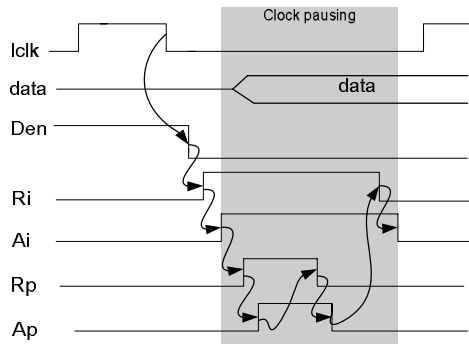 Clock pausing
lclk
data
data
Den
Ri
Ai
Rp
Ap